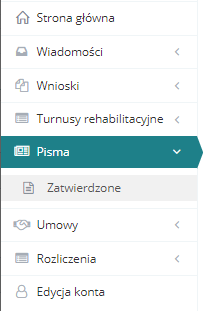 Strona główna
Wiadomości
Wnioski
Turnusy rehabilitacyjne
Pisma
Zatwierdzone
Umowy
Rozliczenia
Edycja konta